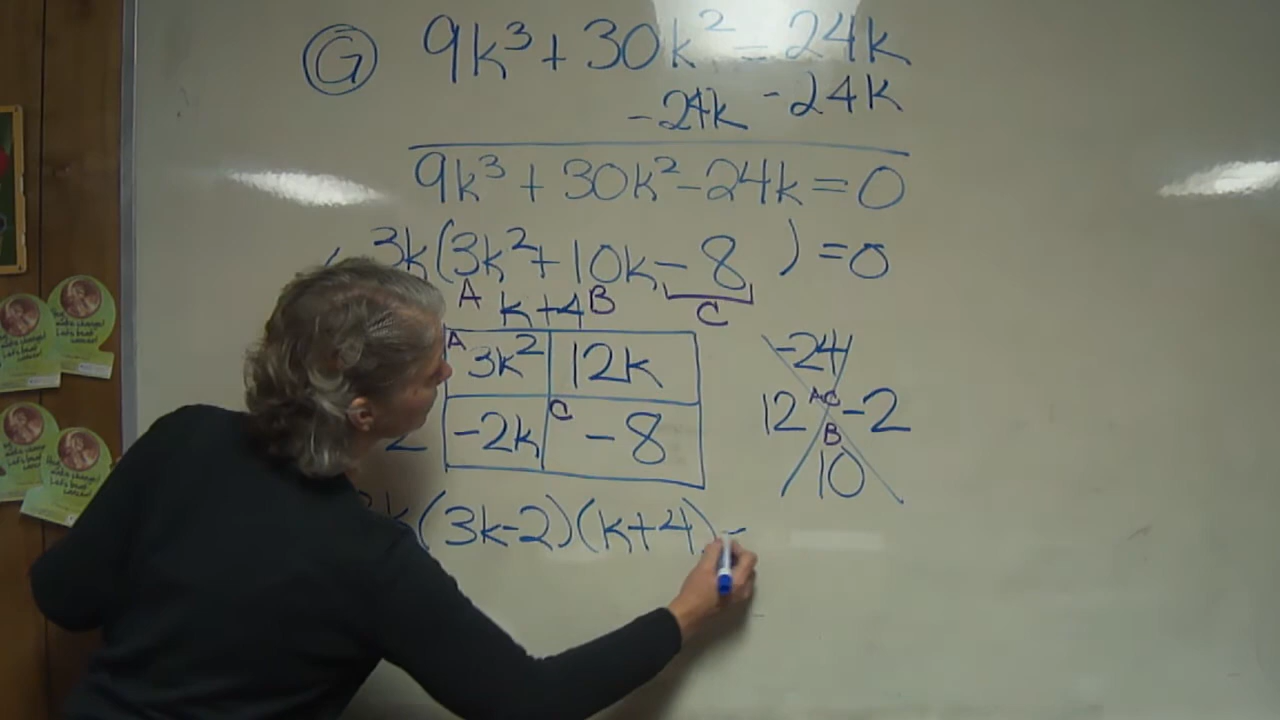 G 9k³ + 30k² = 24k
-24k -24k
9k³ + 30k² - 24k = 0
3k(3k² + 10k - 8 ) = 0
A B C
k+4
A 3k² 12k
-2k C -8
-24
12 AC -2
B
10
(3k-2)(k+4) =